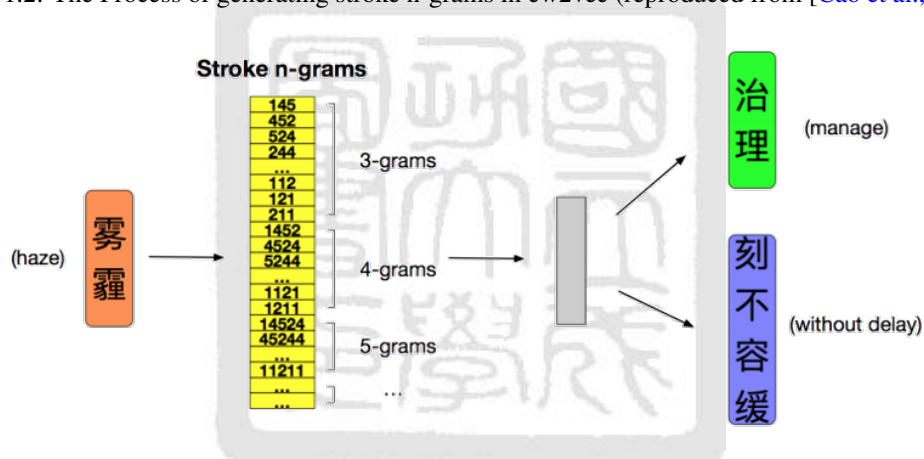 1.2: The Process of generating stroke n-grams in cw2vec (reproduced from [Cao et al.,
Stroke n-grams
145
452
524
244
...
112
121
211
3-grams
(haze)
雾
霾
1452
4524
5244
...
1121
1211
4-grams
14524
45244
...
11211
5-grams
...
...
...
治
理
(manage)
刻
不
容
缓
(without delay)